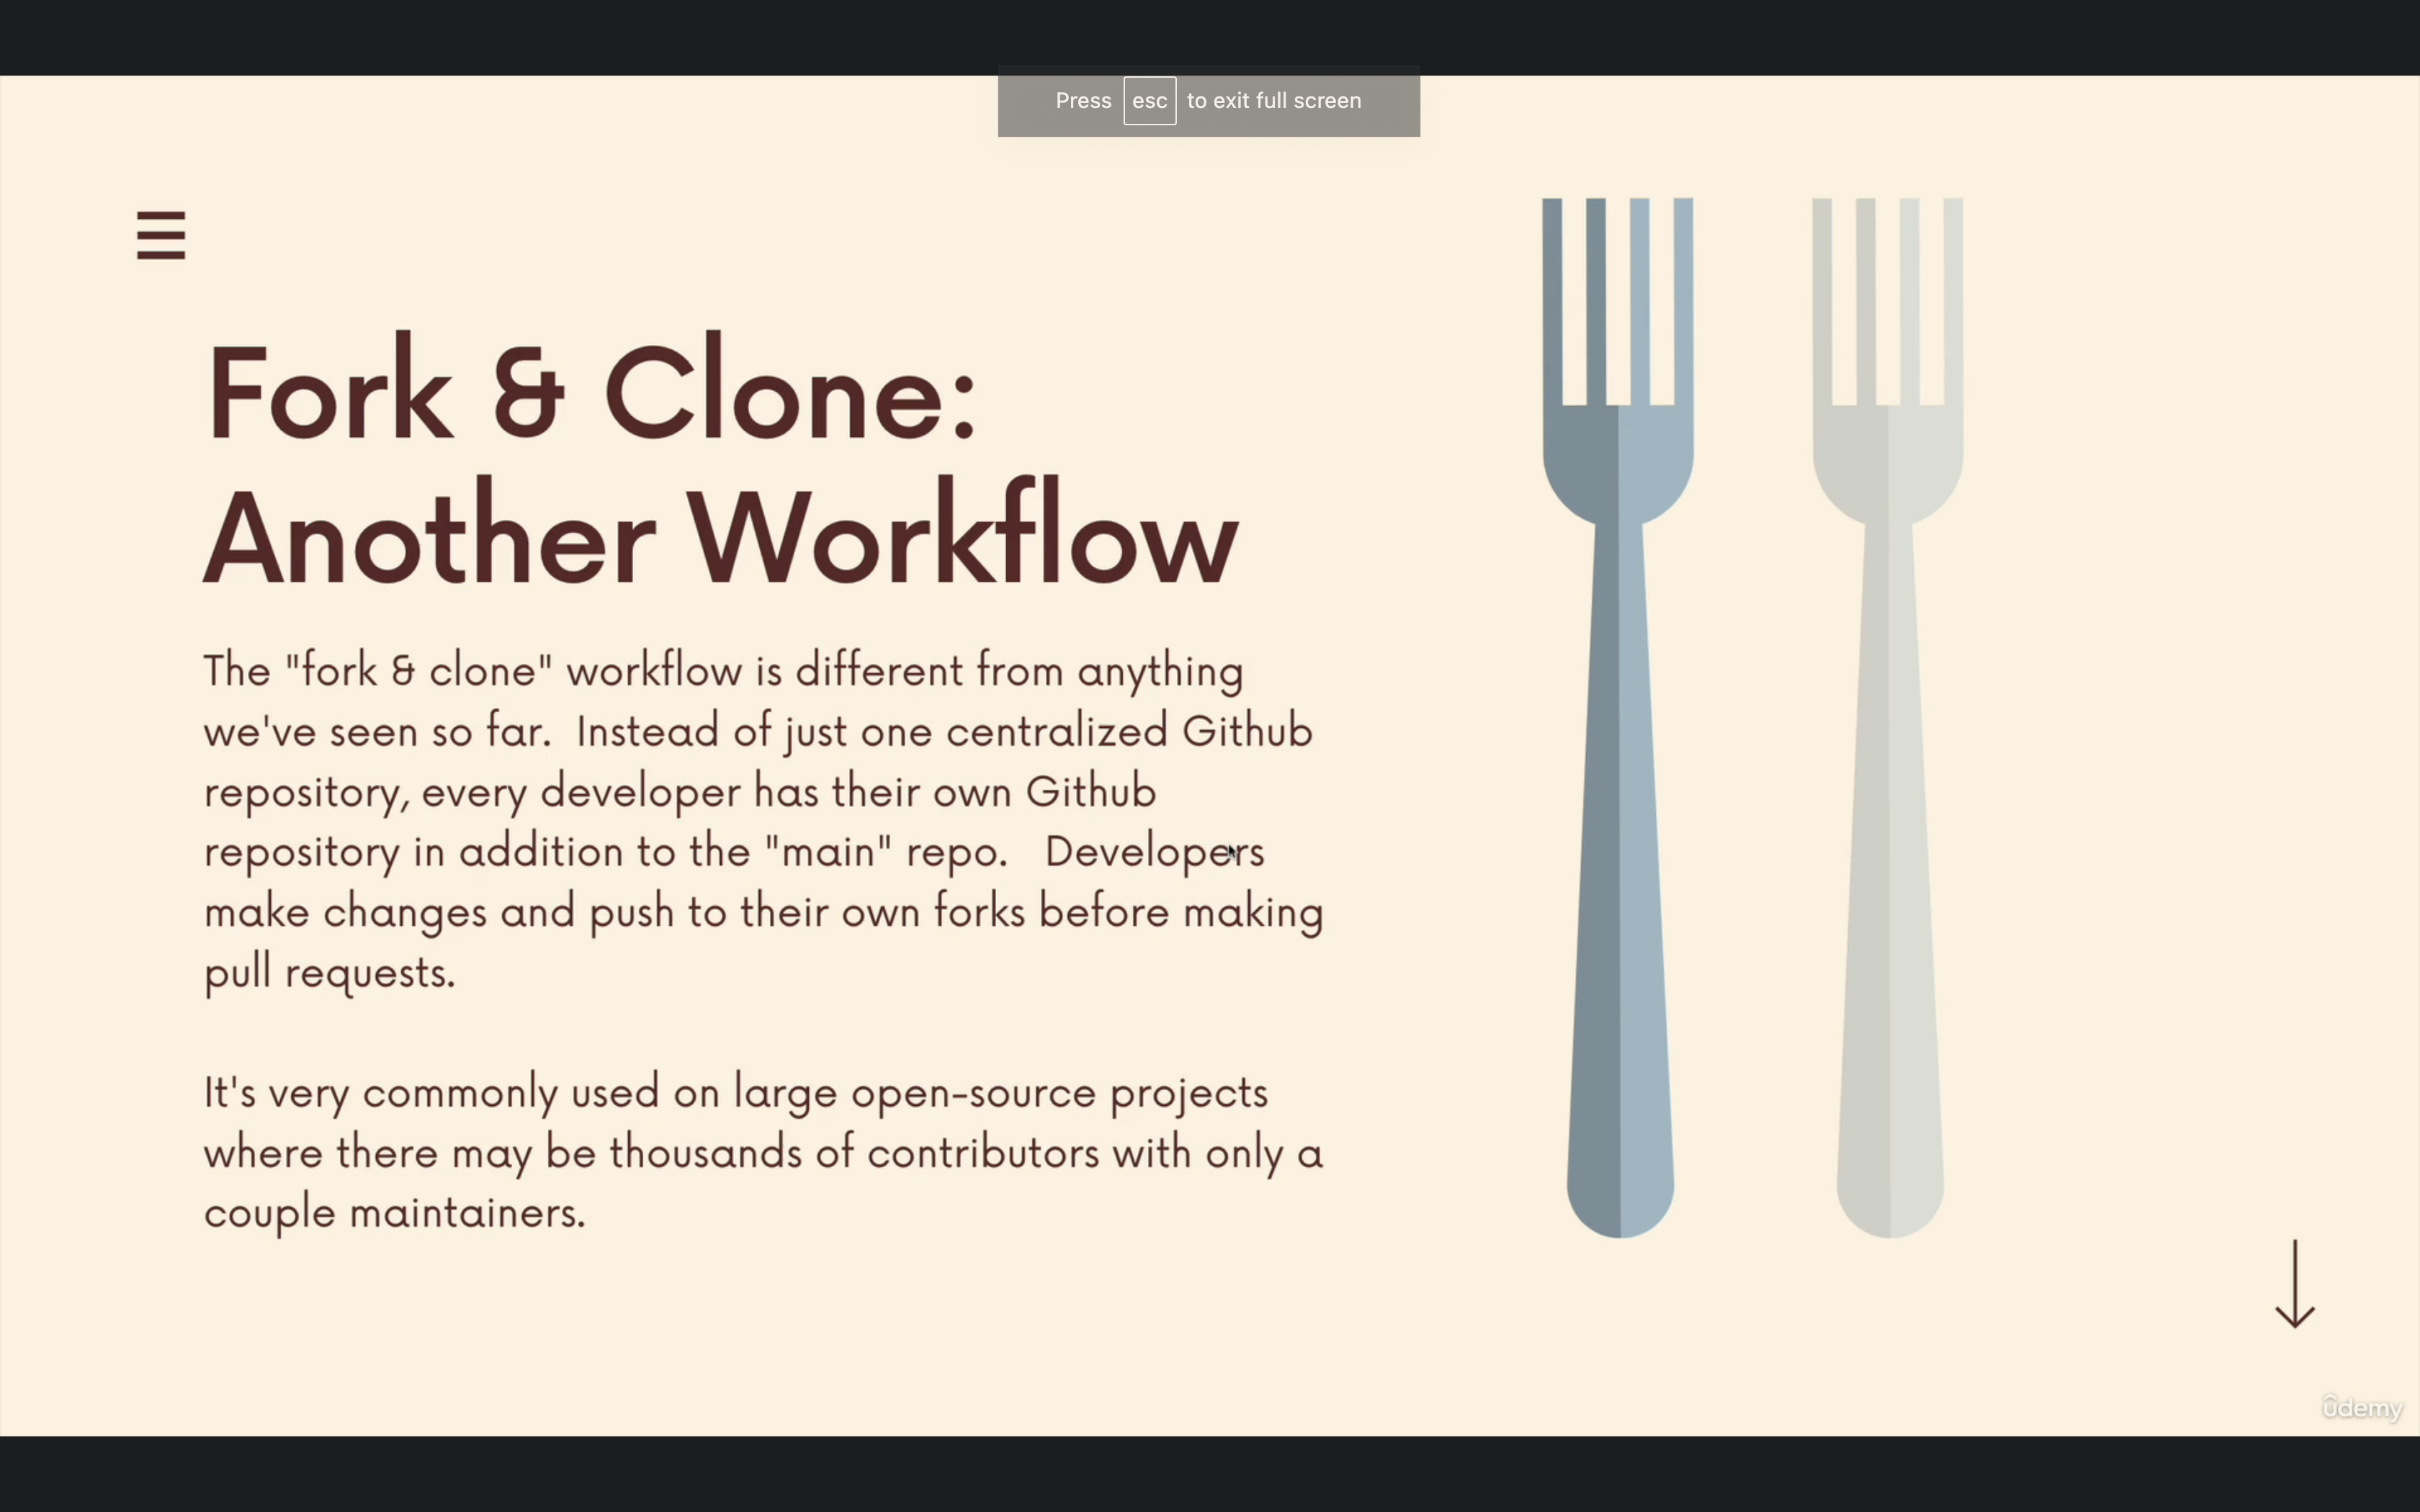 Press esc to exit full screen
Fork & Clone:
Another Workflow
The "fork & clone" workflow is different from anything
we've seen so far.  Instead of just one centralized Github
repository, every developer has their own Github
repository in addition to the "main" repo.   Developers
make changes and push to their own forks before making
pull requests.
It's very commonly used on large open-source projects
where there may be thousands of contributors with only a
couple maintainers.
ûdemy